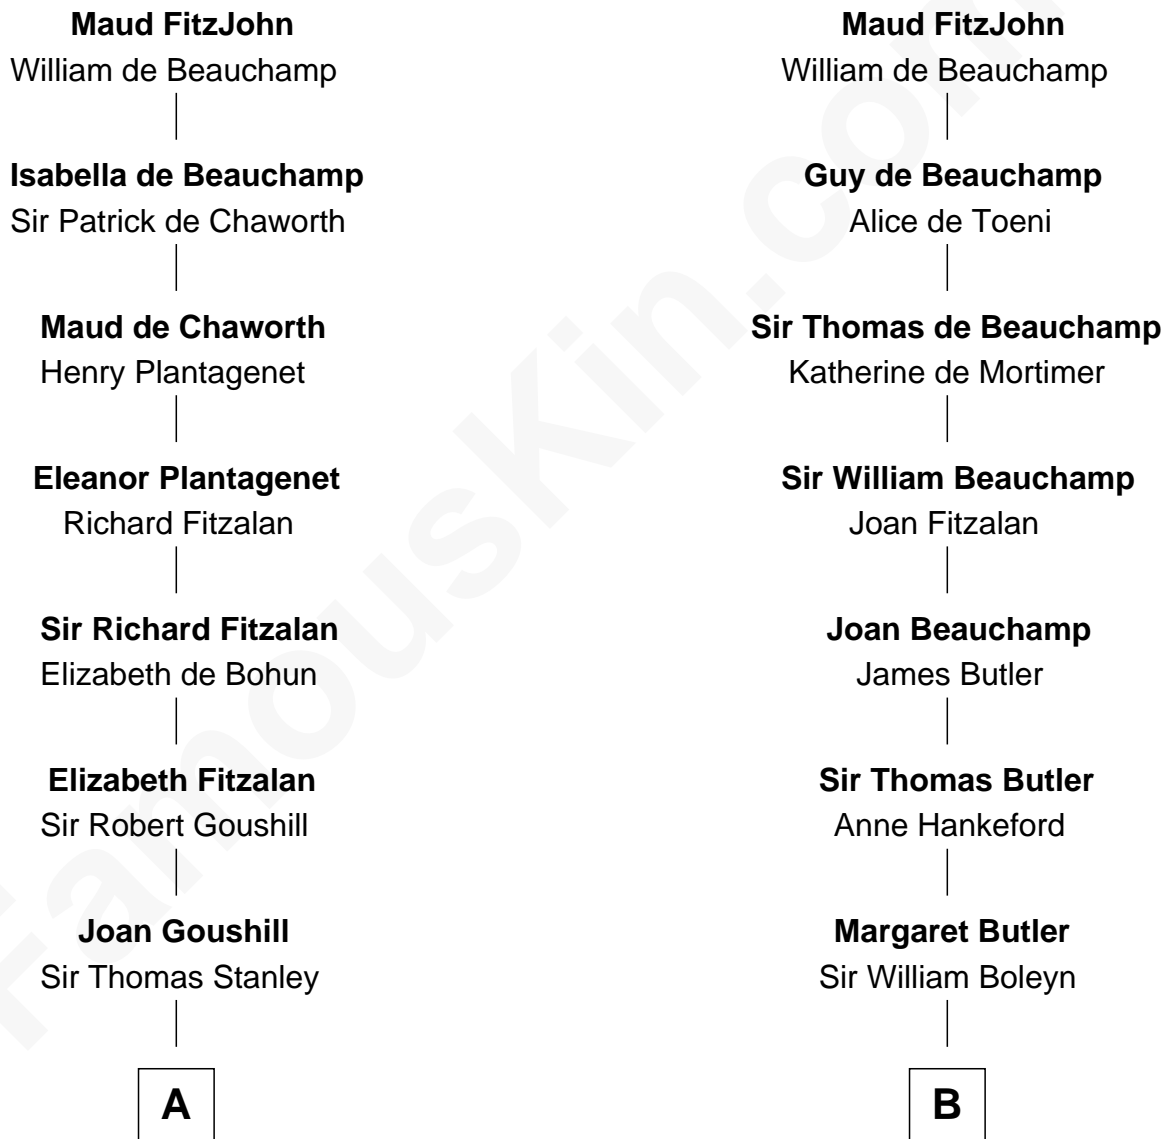 Maud FitzJohn
William de Beauchamp
Isabella de Beauchamp
Sir Patrick de Chaworth
Maud de Chaworth
Henry Plantagenet
Eleanor Plantagenet
Richard Fitzalan
Sir Richard Fitzalan
Elizabeth de Bohun
Elizabeth Fitzalan
Sir Robert Goushill
Joan Goushill
Sir Thomas Stanley
A
Maud FitzJohn
William de Beauchamp
Guy de Beauchamp
Alice de Toeni
Sir Thomas de Beauchamp
Katherine de Mortimer
Sir William Beauchamp
Joan Fitzalan
Joan Beauchamp
James Butler
Sir Thomas Butler
Anne Hankeford
Margaret Butler
Sir William Boleyn
B
FamousKin.com